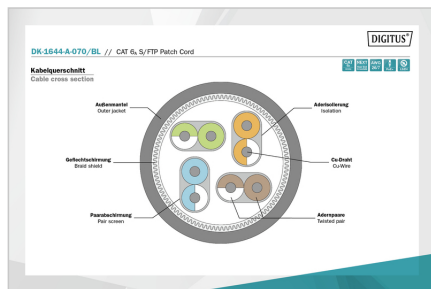 DIGITUS®
DK-1644-A-070/BL // CAT 6A S/FTP Patch Cord
Kabelquerschnitt
Cable cross section
Außenmantel
Outer jacket
Aderisolierung
Isolation
Geflechtschirmung
Braid shield
Cu-Draht
Cu-Wire
Paarabschirmung
Pair screen
Adernpaare
Twisted pair